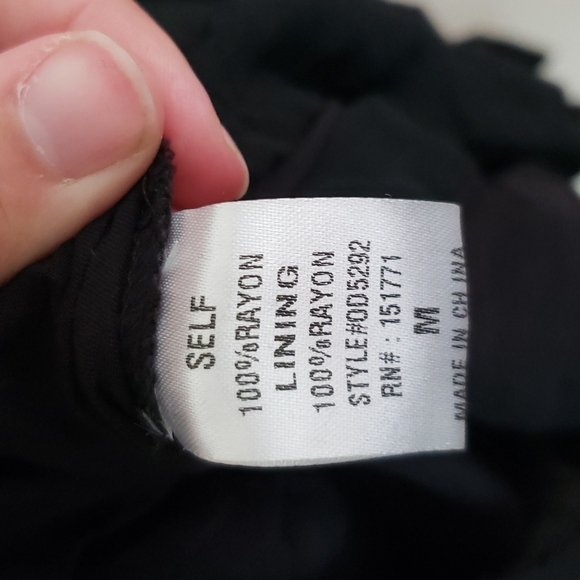 SELF
100%RAYON
LINING
100%RAYON
STYLE#OD5292
RN#: 151771
M
MADE IN CHINA